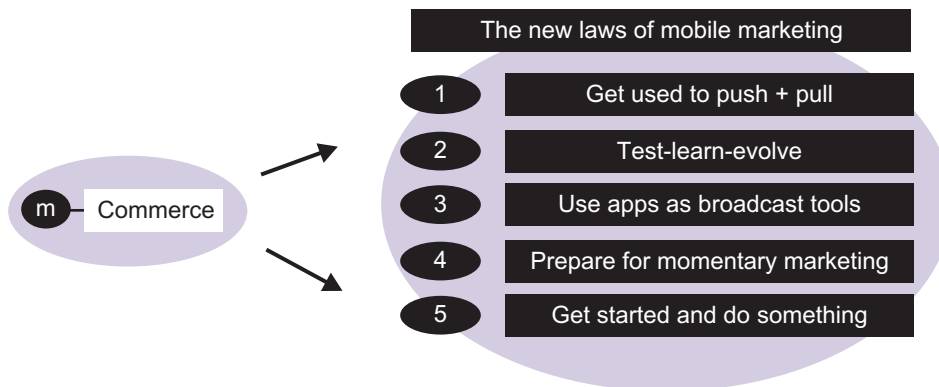 The new laws of mobile marketing
1 Get used to push + pull
2 Test-learn-evolve
m Commerce
3 Use apps as broadcast tools
4 Prepare for momentary marketing
5 Get started and do something